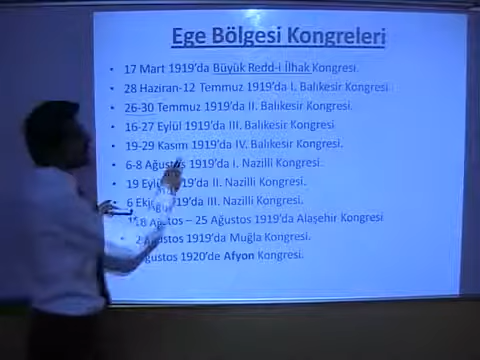 Ege Bölgesi Kongreleri
• 17 Mart 1919'da Büyük Redd-i İlhak Kongresi.
• 28 Haziran-12 Temmuz 1919'da I. Balıkesir Kongresi.
• 26-30 Temmuz 1919'da II. Balıkesir Kongresi.
• 16-27 Eylül 1919'da III. Balıkesir Kongresi
• 19-29 Kasım 1919'da IV. Balıkesir Kongresi.
• 6-8 Ağustos 1919'da I. Nazilli Kongresi.
• 19 Eylül 1919'da II. Nazilli Kongresi.
• 6 1919'da III. Nazilli Kongresi.
– 25 Ağustos 1919'da Alaşehir Kongresi
Ağustos 1919'da Muğla Kongresi.
1920'de Afyon Kongresi.